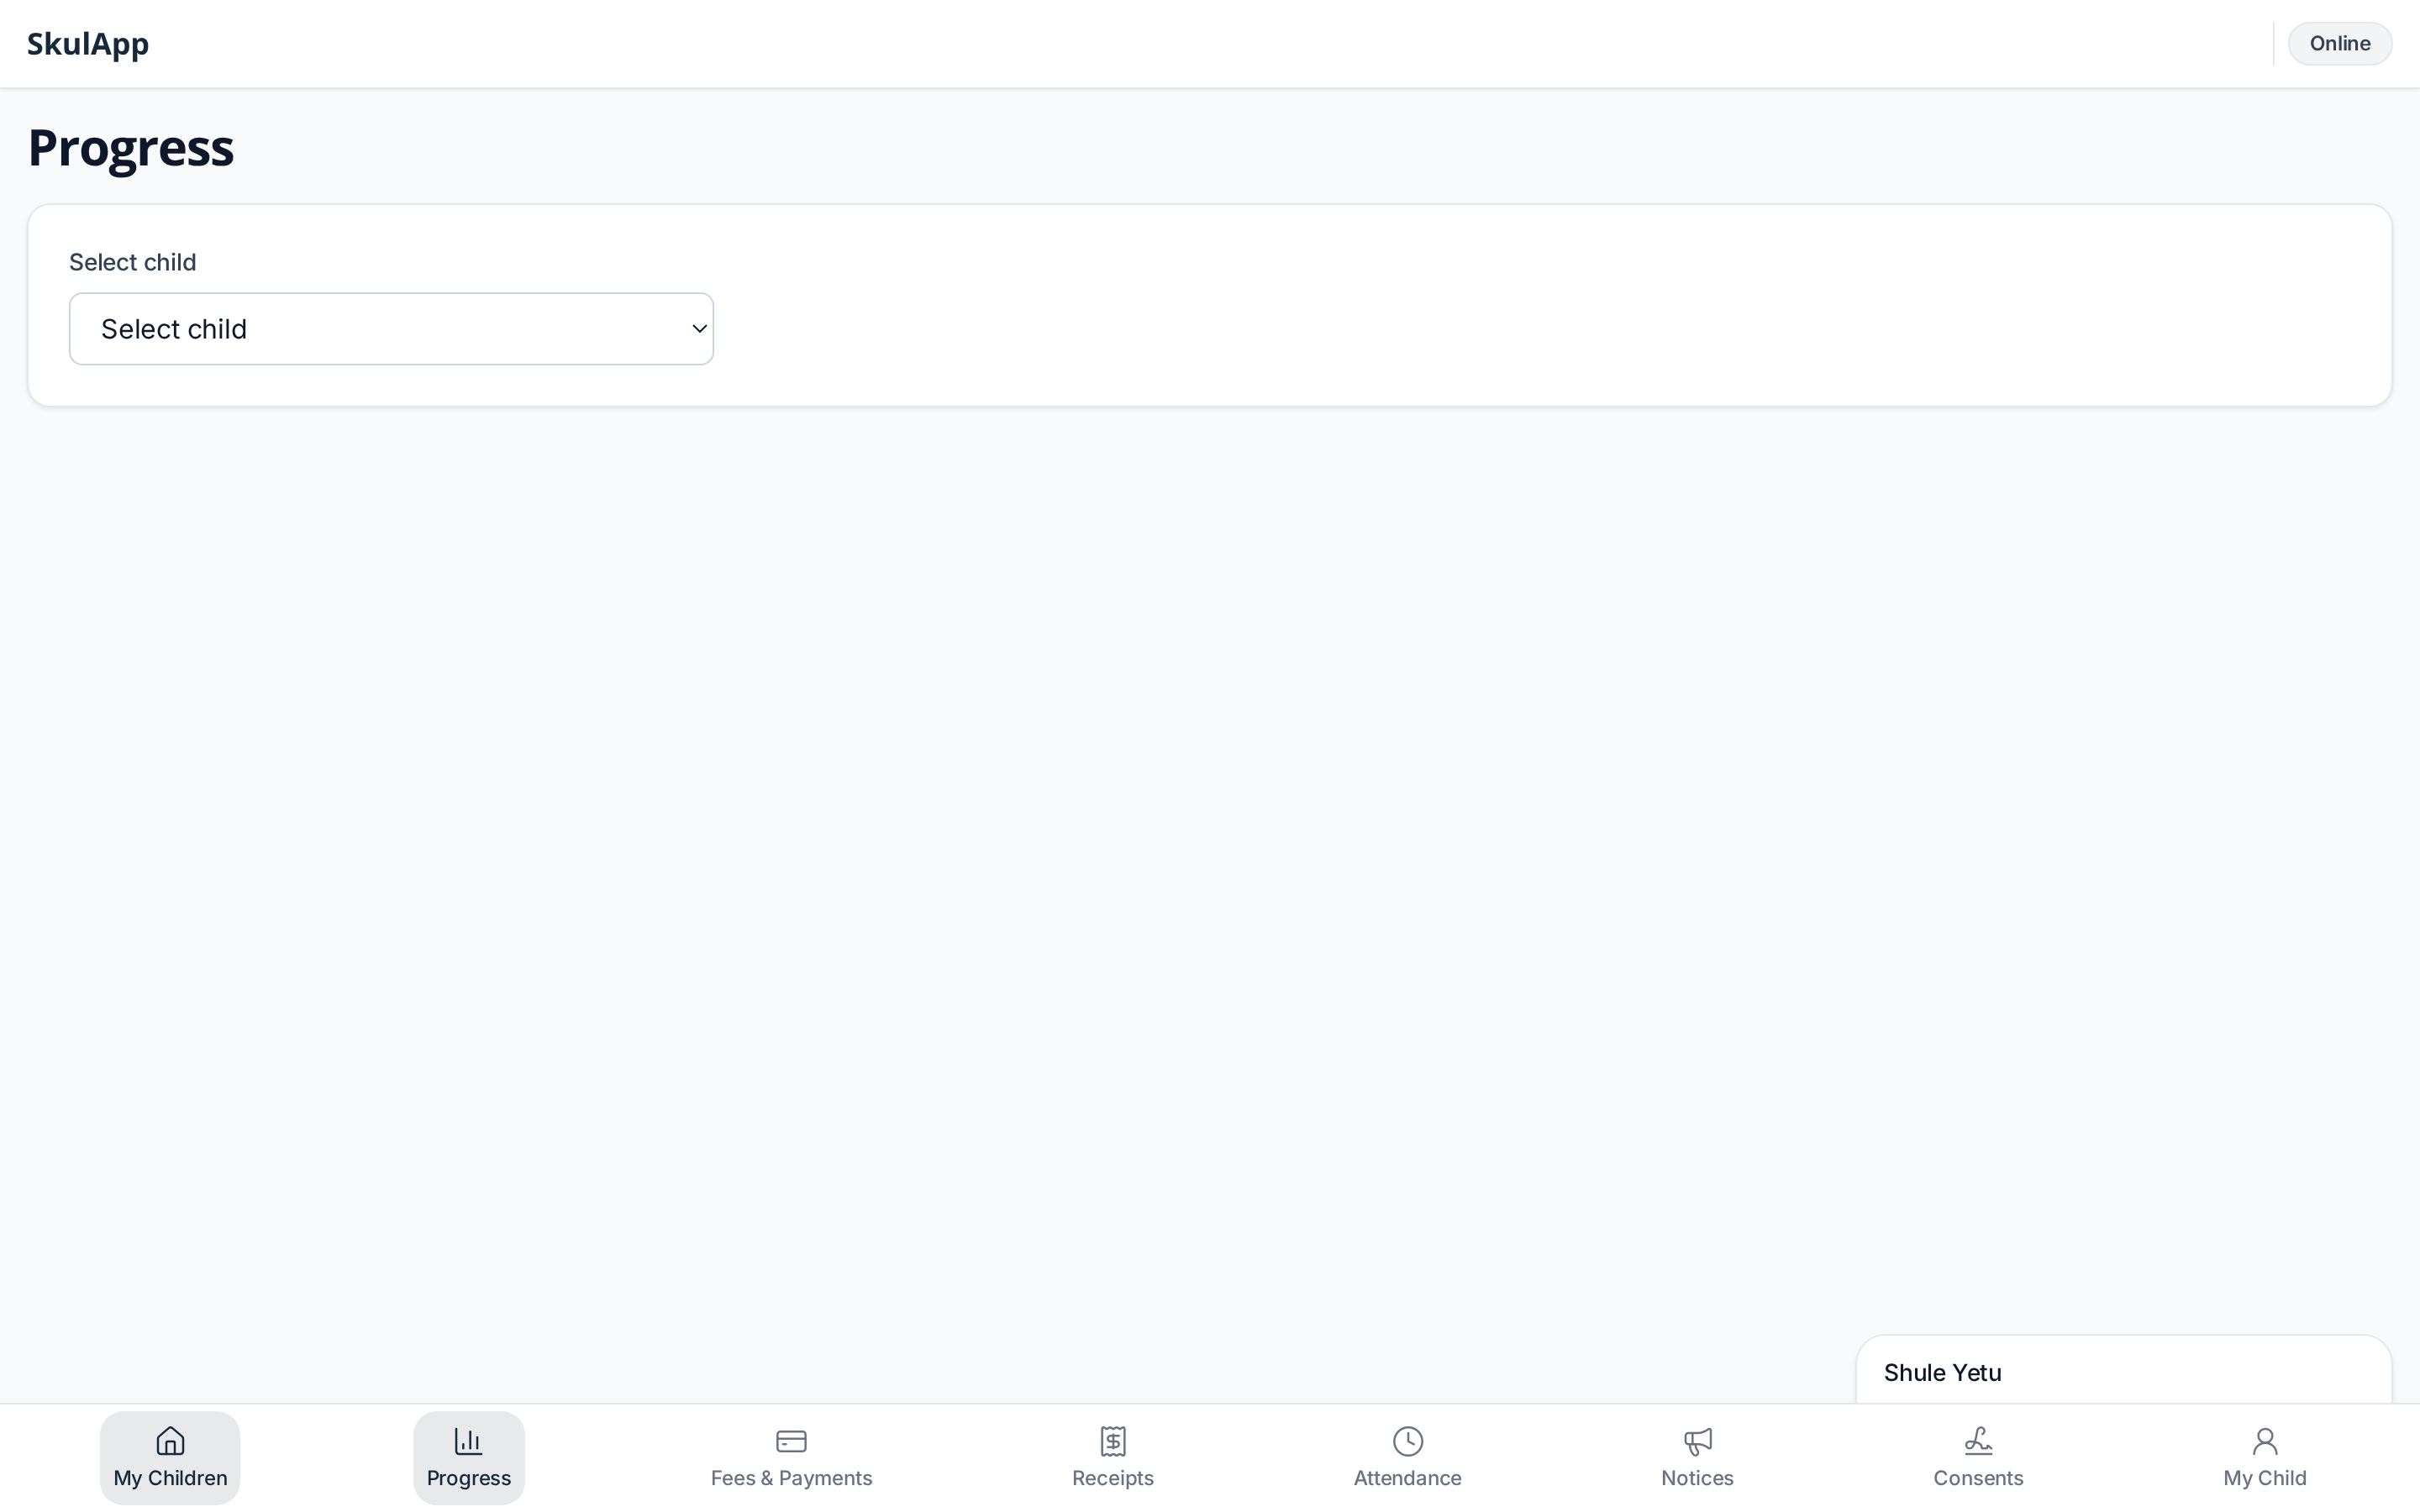 SkulApp
Online
Progress
Select child
Select child
Shule Yetu
My Children
Progress
Fees & Payments
Receipts
Attendance
Notices
Consents
My Child